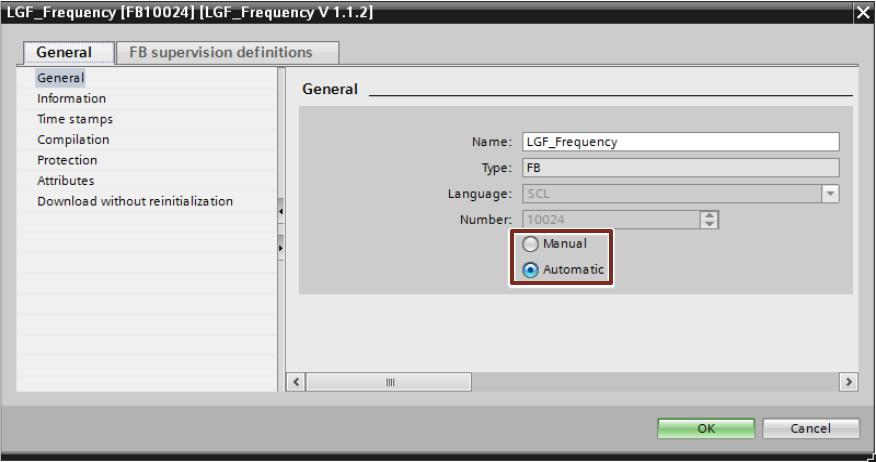 LGF_Frequency [FB10024] [LGF_Frequency V 1.1.2]
General
FB supervision definitions
General
Information
Time stamps
Compilation
Protection
Attributes
Download without reinitialization
General
Name: LGF_Frequency
Type: FB
Language: SCL
Number: 10024
Manual
Automatic
OK
Cancel